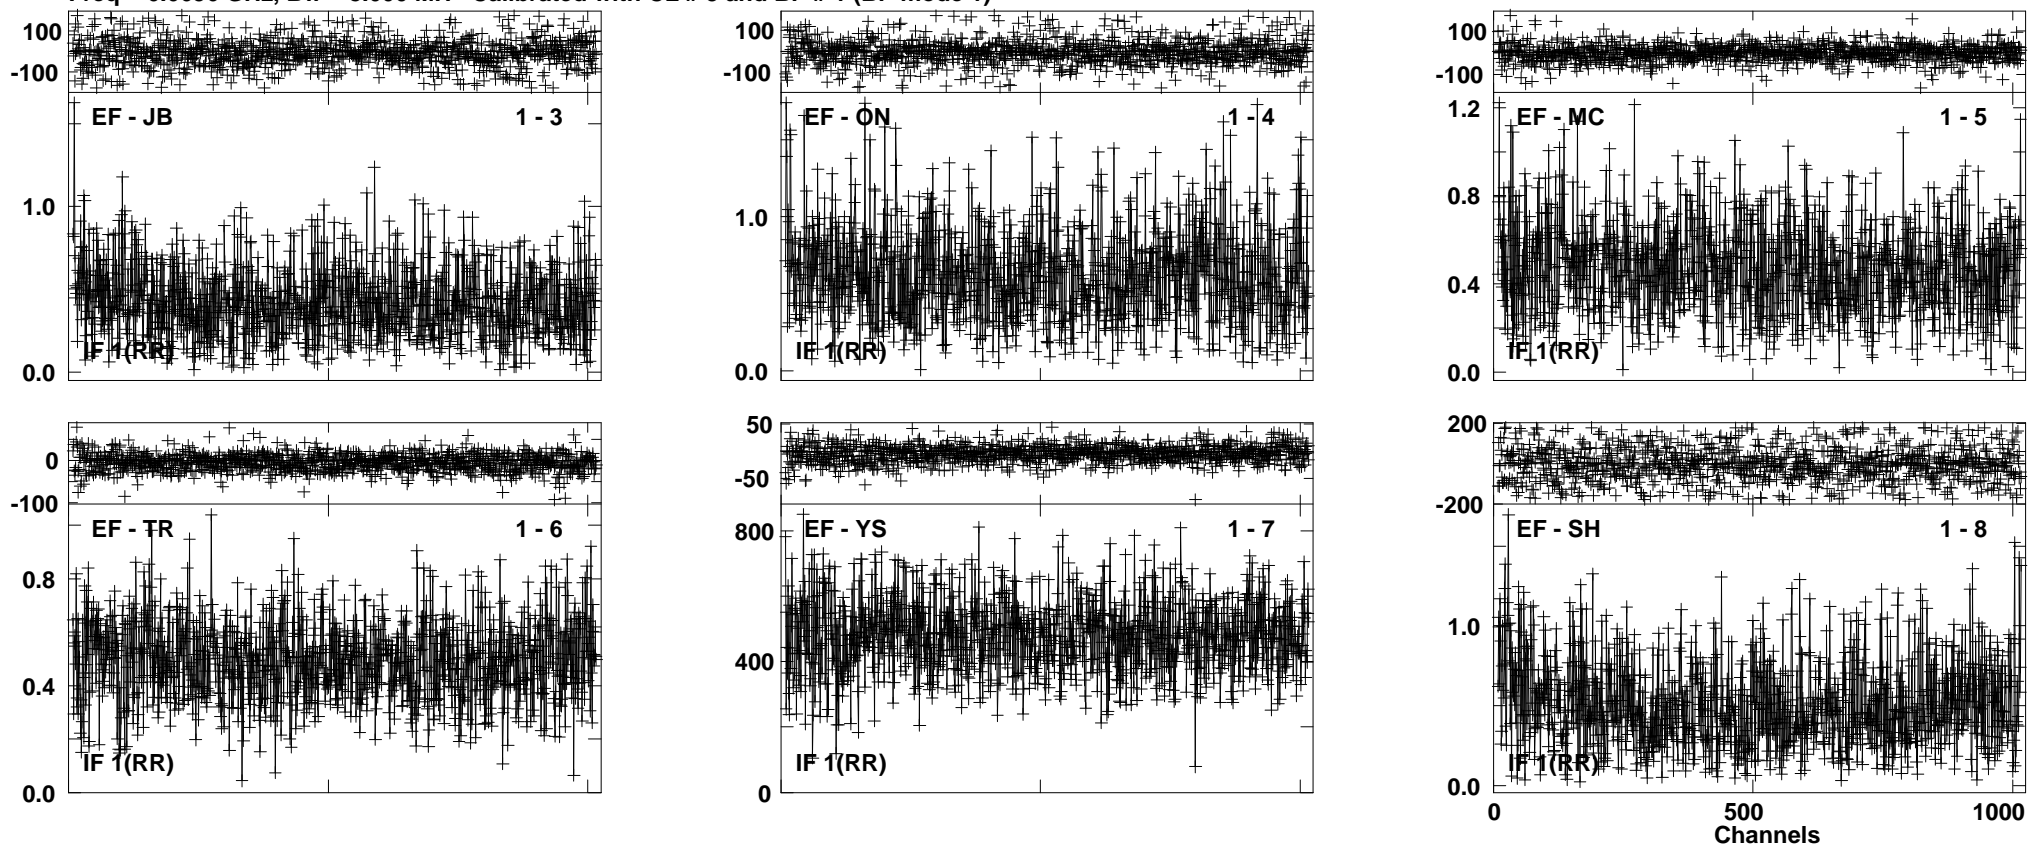 100
-100
EF - JB 1 - 3
1.0
IF 1(RR)
0.0
100
-100
EF - ON 1 - 4
1.0
IF 1(RR)
0.0
100
-100
1.2
EF - MC 1 - 5
0.8
0.4
IF 1(RR)
0.0
0
-100
EF - TR 1 - 6
0.8
0.4
IF 1(RR)
0.0
50
-50
800
EF - YS 1 - 7
400
IF 1(RR)
0
200
-200
EF - SH 1 - 8
1.0
IF 1(RR)
0.0
0 500 1000
Channels